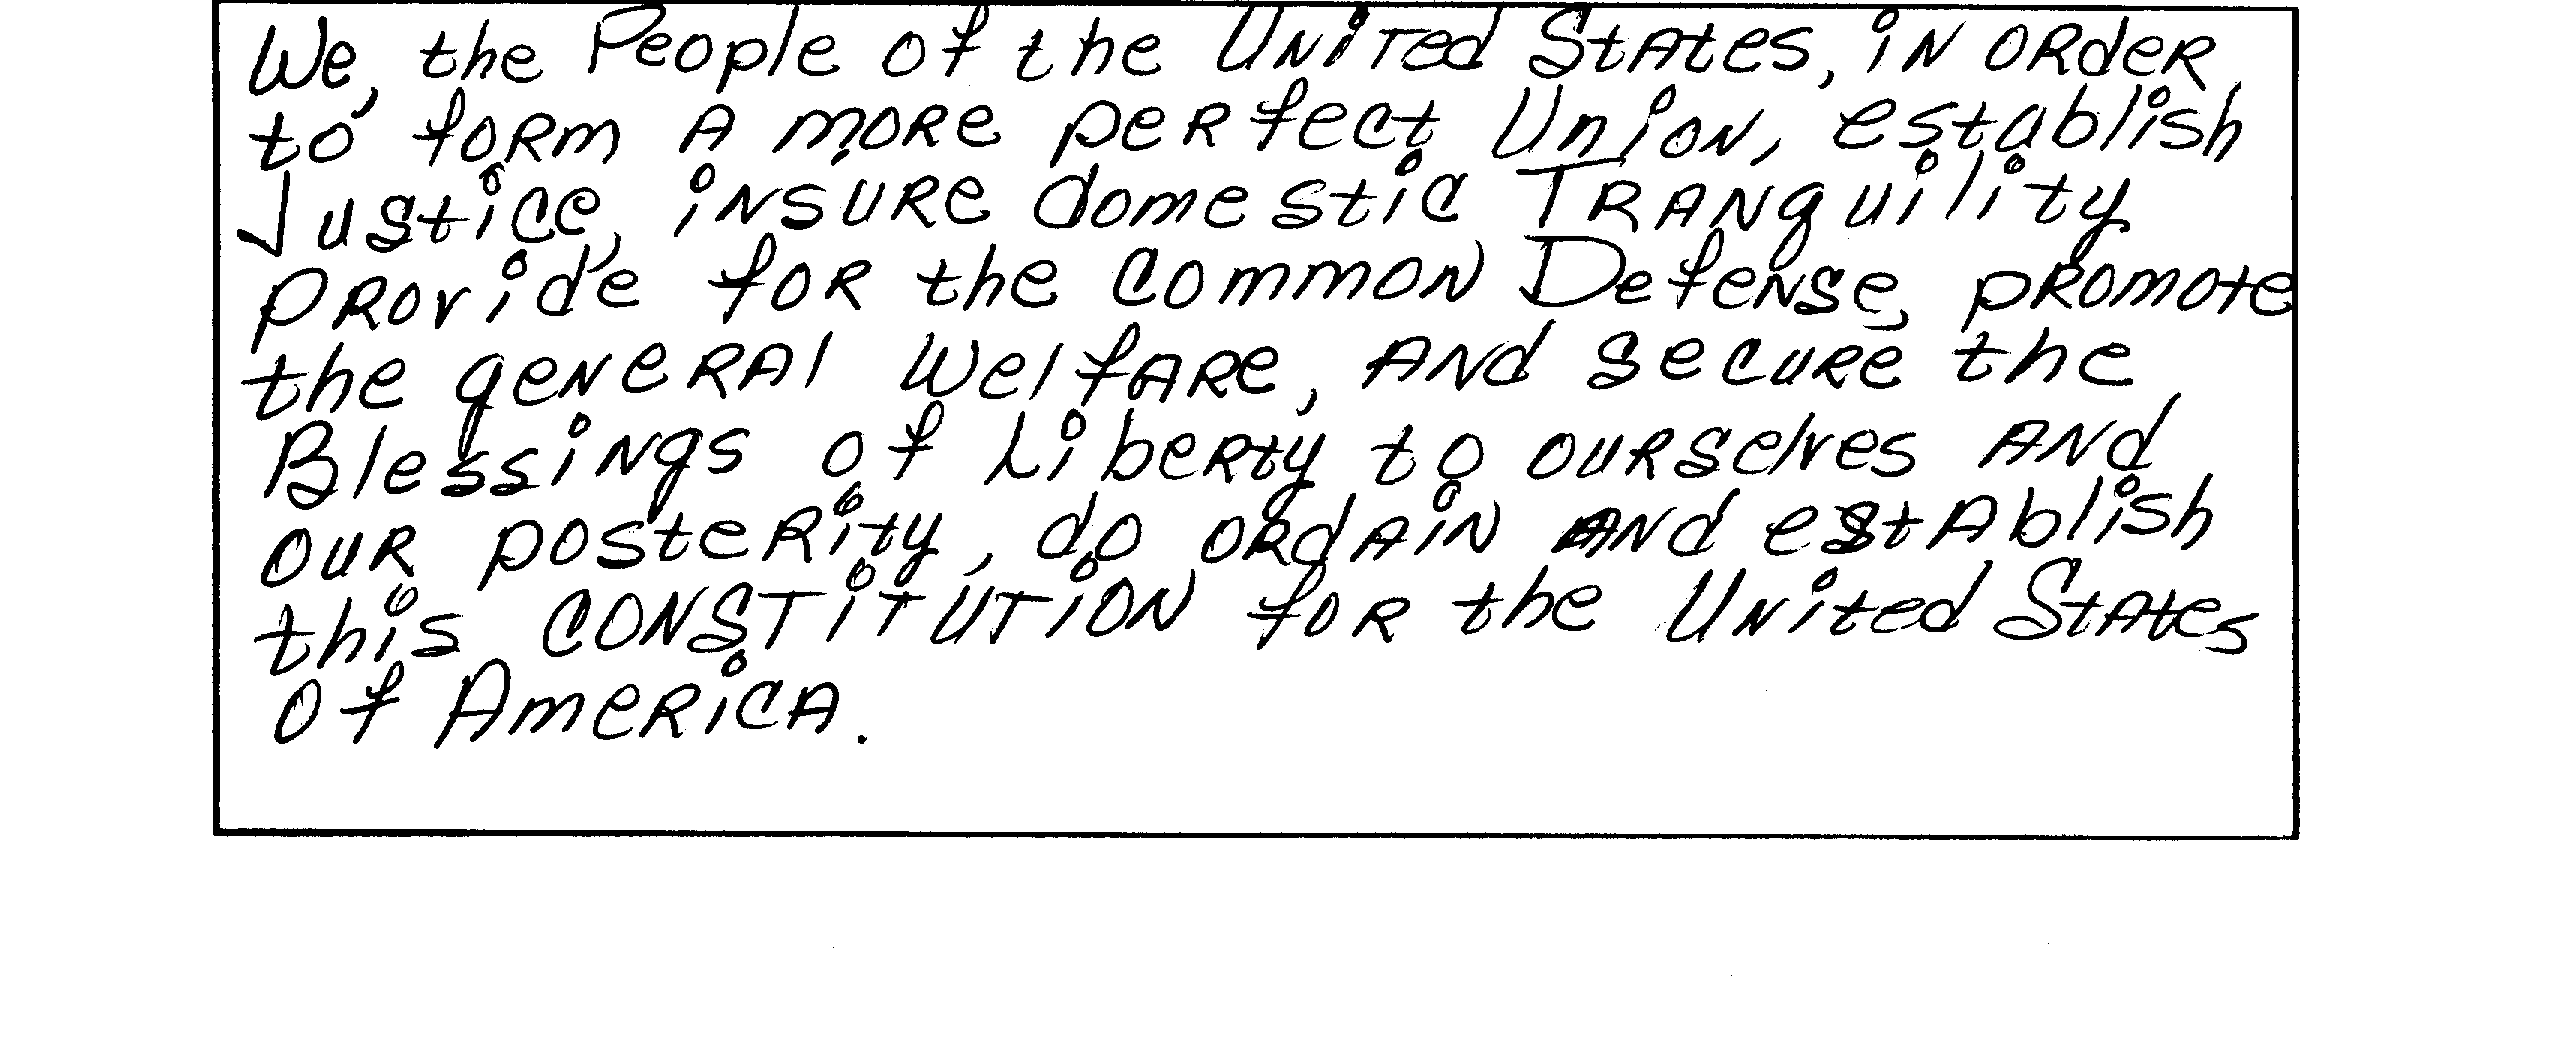 We, the People of the United States, in order
to form a more perfect Union, establish
Justice, insure domestic Tranquility
provide for the common Defense, promote
the general Welfare, and secure the
Blessings of Liberty to ourselves and
our posterity, do ordain and establish
this CONSTITUTION for the United States
of America.